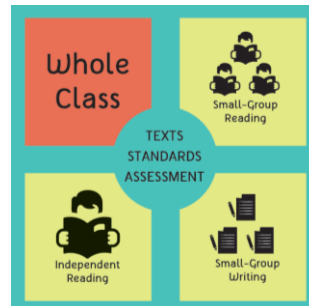 Whole
Class
Small-Group
Reading
TEXTS
STANDARDS
ASSESSMENT
Independent
Reading
Small-Group
Writing